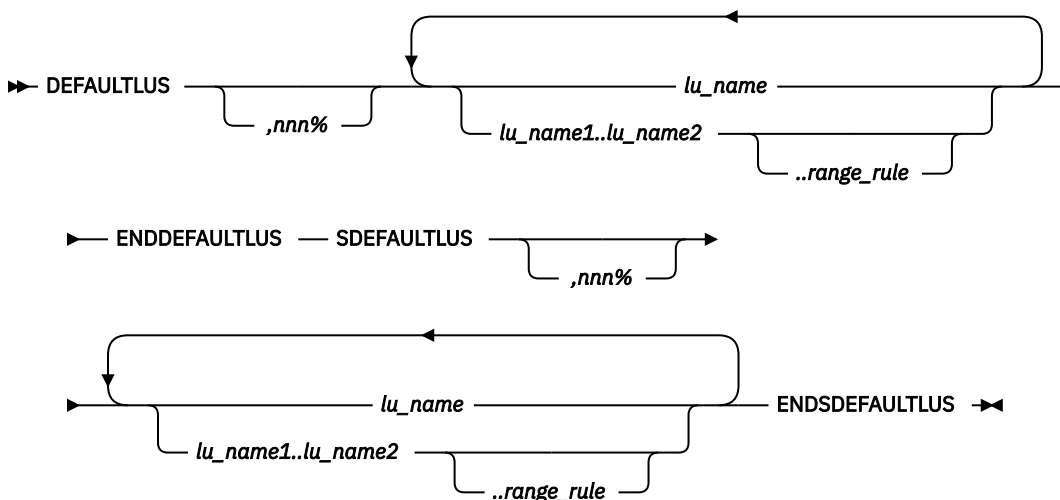 DEFAULTLUS
,nnn%
lu_name
lu_name1..lu_name2
..range_rule
ENDDEFAULTLUS
SDEFAULTLUS
,nnn%
lu_name
lu_name1..lu_name2
..range_rule
ENDSDEFAULTLUS